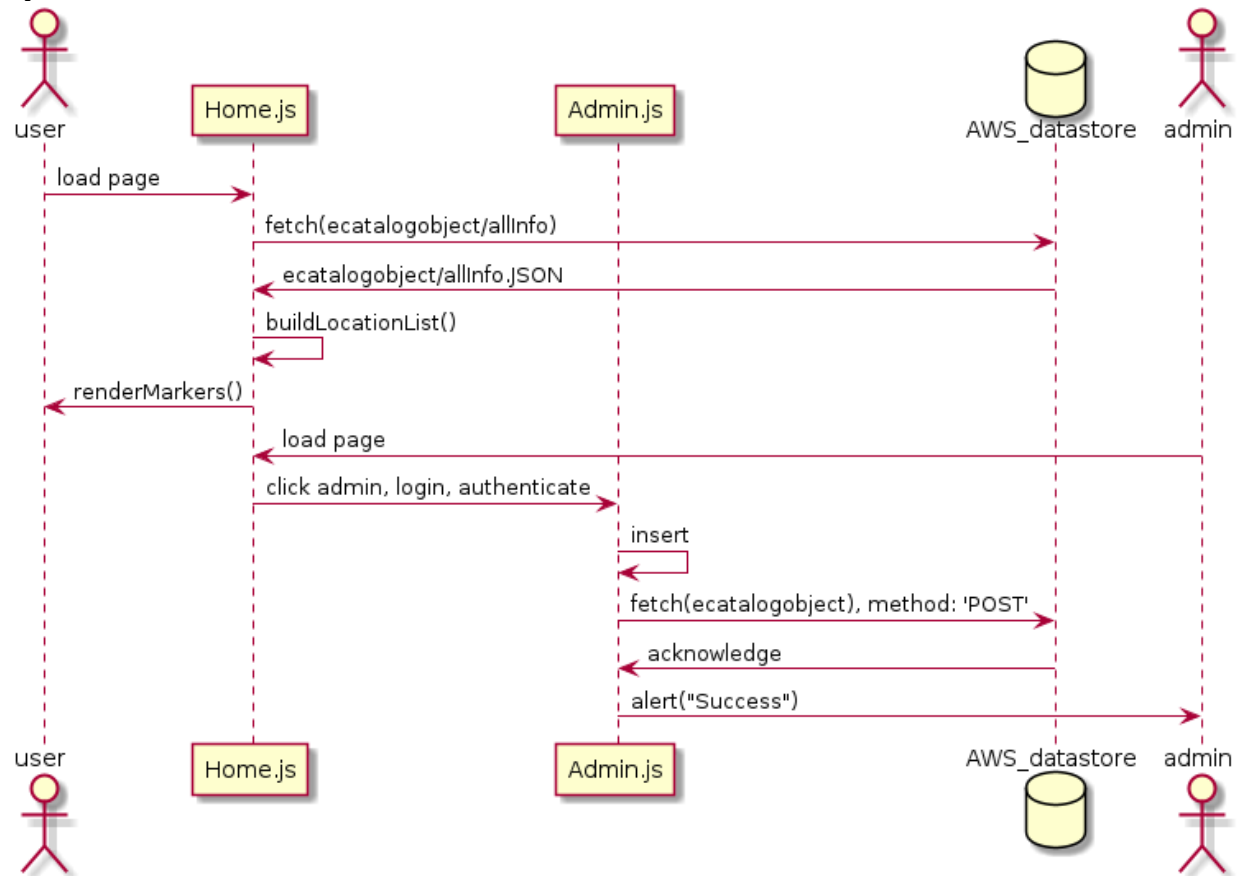 user
Home.js
Admin.js
AWS_datastore
admin
load page
fetch(ecatalogobject/allInfo)
ecatalogobject/allInfo.JSON
buildLocationList()
renderMarkers()
load page
click admin, login, authenticate
insert
fetch(ecatalogobject), method: 'POST'
acknowledge
alert("Success")
user
Home.js
Admin.js
AWS_datastore
admin